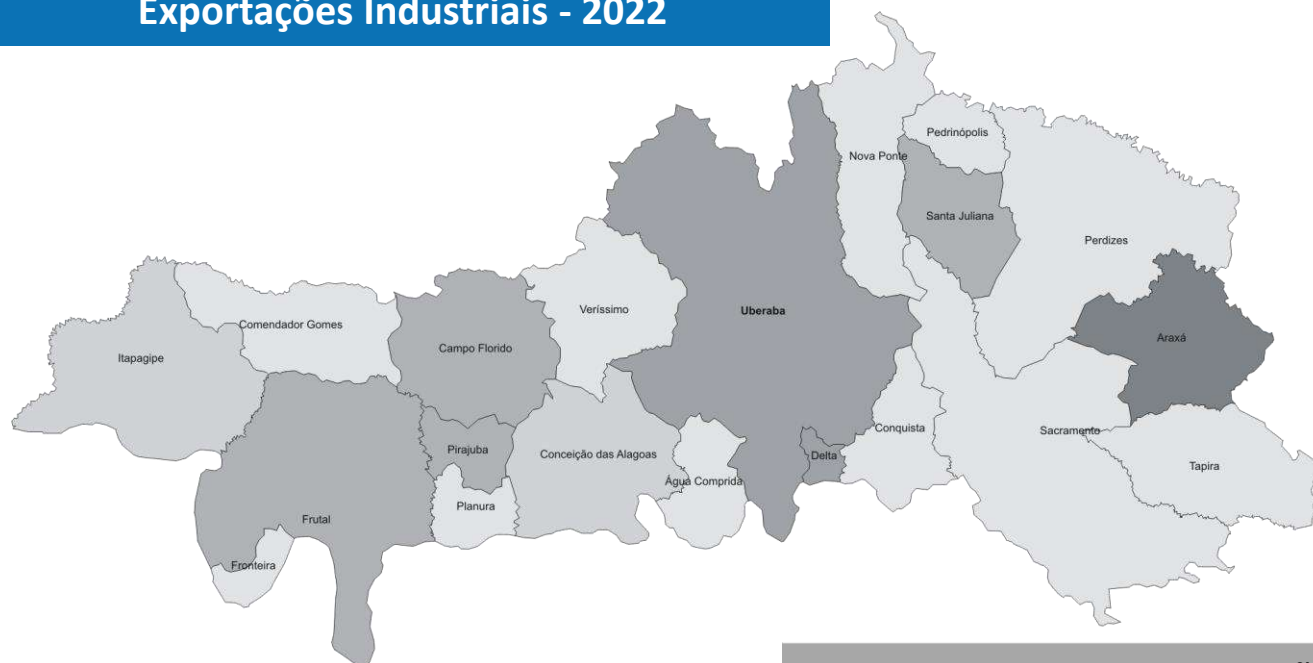 Exportações Industriais - 2022
Pedrinópolis
Nova Ponte
Santa Juliana
Perdizes
Veríssimo
Uberaba
Comendador Gomes
Araxá
Campo Florido
Itapagipe
Conquista
Sacramento
Pirajuba
Conceição das Alagoas
Delta
Tapira
Água Comprida
Planura
Frutal
Fronteira